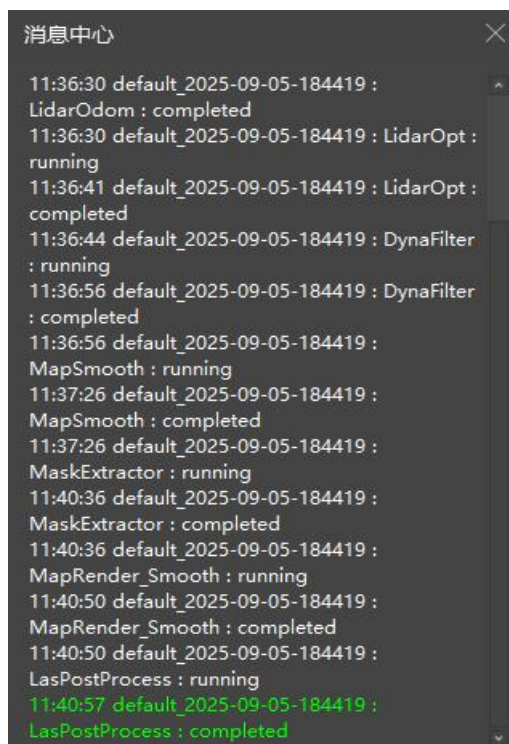 消息中心
11:36:30 default_2025-09-05-184419 :
LidarOdom : completed
11:36:30 default_2025-09-05-184419 : LidarOpt :
running
11:36:41 default_2025-09-05-184419 : LidarOpt :
completed
11:36:44 default_2025-09-05-184419 : DynaFilter
: running
11:36:56 default_2025-09-05-184419 : DynaFilter
: completed
11:36:56 default_2025-09-05-184419 :
MapSmooth : running
11:37:26 default_2025-09-05-184419 :
MapSmooth : completed
11:37:26 default_2025-09-05-184419 :
MaskExtractor : running
11:40:36 default_2025-09-05-184419 :
MaskExtractor : completed
11:40:36 default_2025-09-05-184419 :
MapRender_Smooth : running
11:40:50 default_2025-09-05-184419 :
MapRender_Smooth : completed
11:40:50 default_2025-09-05-184419 :
LasPostProcess : running
11:40:57 default_2025-09-05-184419 :
LasPostProcess : completed